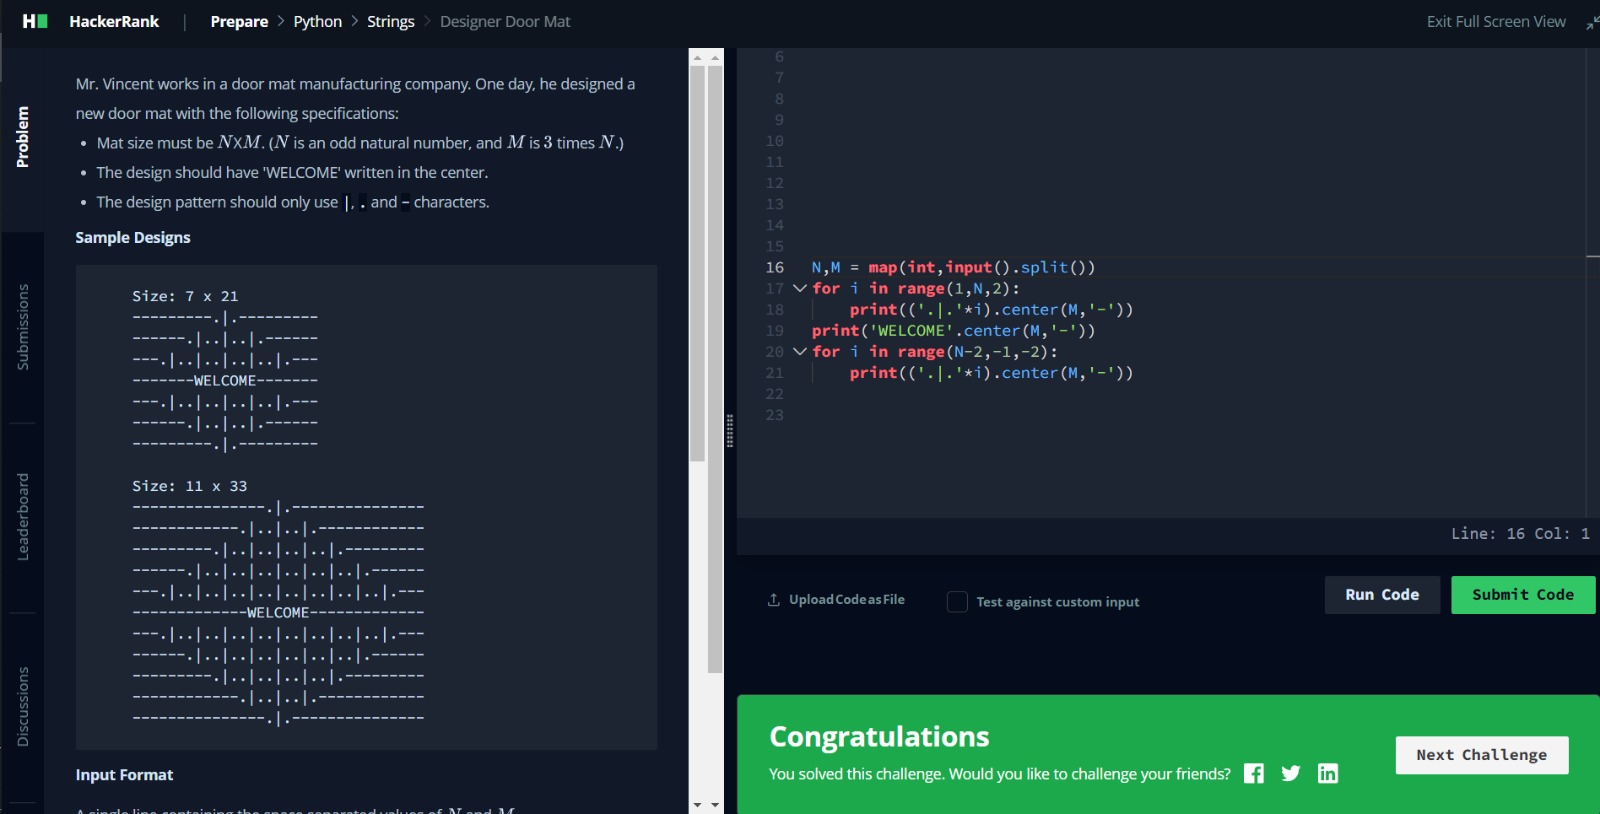 HackerRank | Prepare > Python > Strings > Designer Door Mat
Exit Full Screen View
Problem
Submissions
Leaderboard
Discussions
Mr. Vincent works in a door mat manufacturing company. One day, he designed a
new door mat with the following specifications:
• Mat size must be NXM. (N is an odd natural number, and M is 3 times N.)
• The design should have 'WELCOME' written in the center.
• The design pattern should only use |, . and - characters.
Sample Designs
Size: 7 x 21
---------.|.---------
------.|..|..|.------
---.|..|..|..|..|.---
-------WELCOME-------
---.|..|..|..|..|.---
------.|..|..|.------
---------.|.---------
Size: 11 x 33
---------------.|.---------------
------------.|..|..|.------------
---------.|..|..|..|..|.---------
------.|..|..|..|..|..|..|.------
---.|..|..|..|..|..|..|..|..|.---
-------------WELCOME-------------
---.|..|..|..|..|..|..|..|..|.---
------.|..|..|..|..|..|..|.------
---------.|..|..|..|..|.---------
------------.|..|..|.------------
---------------.|.---------------
Input Format
A single line containing the space separated values of N and M.
6
7
8
9
10
11
12
13
14
15
16 N,M = map(int,input().split())
17 for i in range(1,N,2):
18     print(('.|.'*i).center(M,'-'))
19 print('WELCOME'.center(M,'-'))
20 for i in range(N-2,-1,-2):
21     print(('.|.'*i).center(M,'-'))
22
23
Line: 16 Col: 1
Upload Code as File
Test against custom input
Run Code
Submit Code
Congratulations
You solved this challenge. Would you like to challenge your friends?
Next Challenge